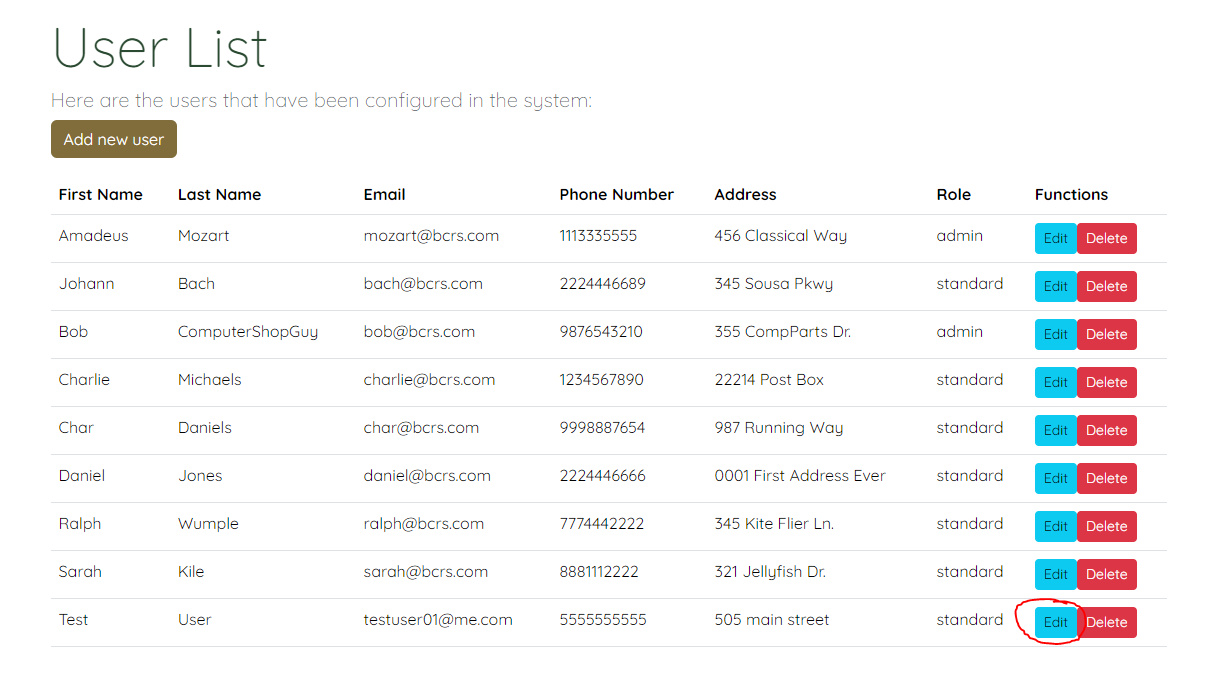 User List
Here are the users that have been configured in the system:
Add new user
First Name Last Name Email Phone Number Address Role Functions
Amadeus Mozart mozart@bcrs.com 1113335555 456 Classical Way admin Edit Delete
Johann Bach bach@bcrs.com 2224446689 345 Sousa Pkwy standard Edit Delete
Bob ComputerShopGuy bob@bcrs.com 9876543210 355 CompParts Dr. admin Edit Delete
Charlie Michaels charlie@bcrs.com 1234567890 22214 Post Box standard Edit Delete
Char Daniels char@bcrs.com 9998887654 987 Running Way standard Edit Delete
Daniel Jones daniel@bcrs.com 2224446666 0001 First Address Ever standard Edit Delete
Ralph Wumple ralph@bcrs.com 7774442222 345 Kite Flier Ln. standard Edit Delete
Sarah Kile sarah@bcrs.com 8881112222 321 Jellyfish Dr. standard Edit Delete
Test User testuser01@me.com 5555555555 505 main street standard Edit Delete